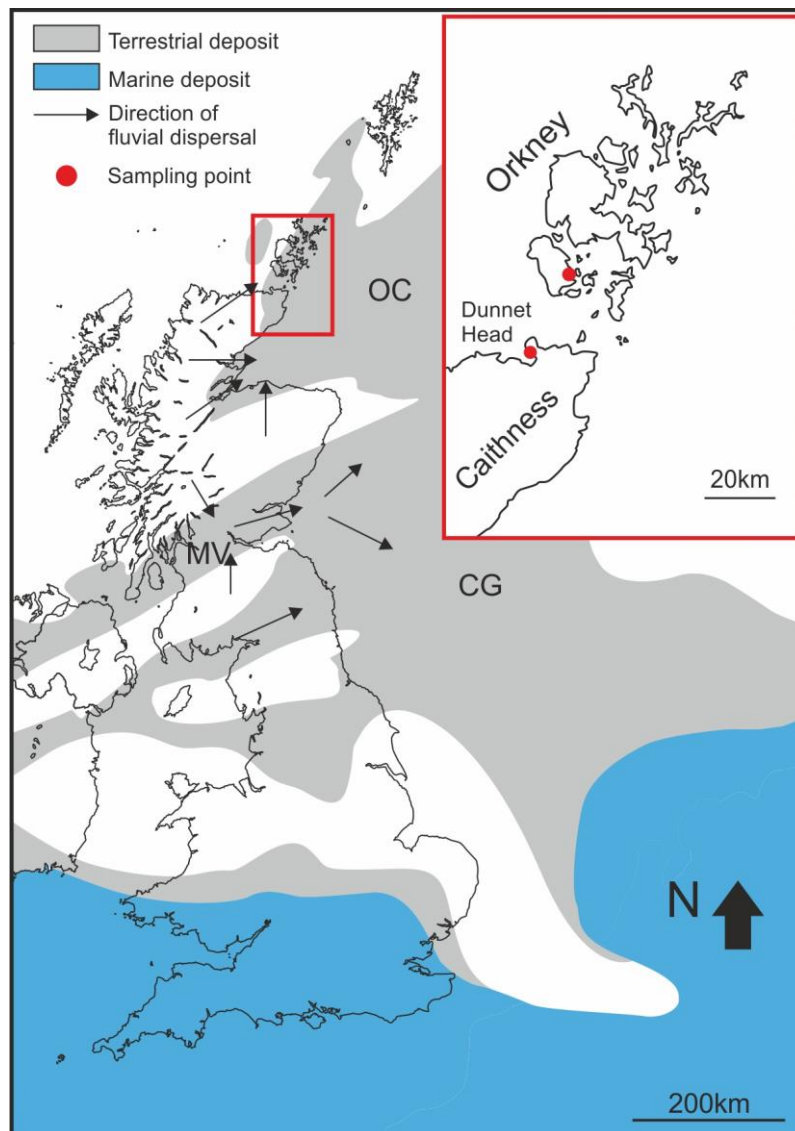 Terrestrial deposit
Marine deposit
Direction of
fluvial dispersal
Sampling point
OC
MV
CG
N
200km
Orkney
Dunnet
Head
Caithness
20km